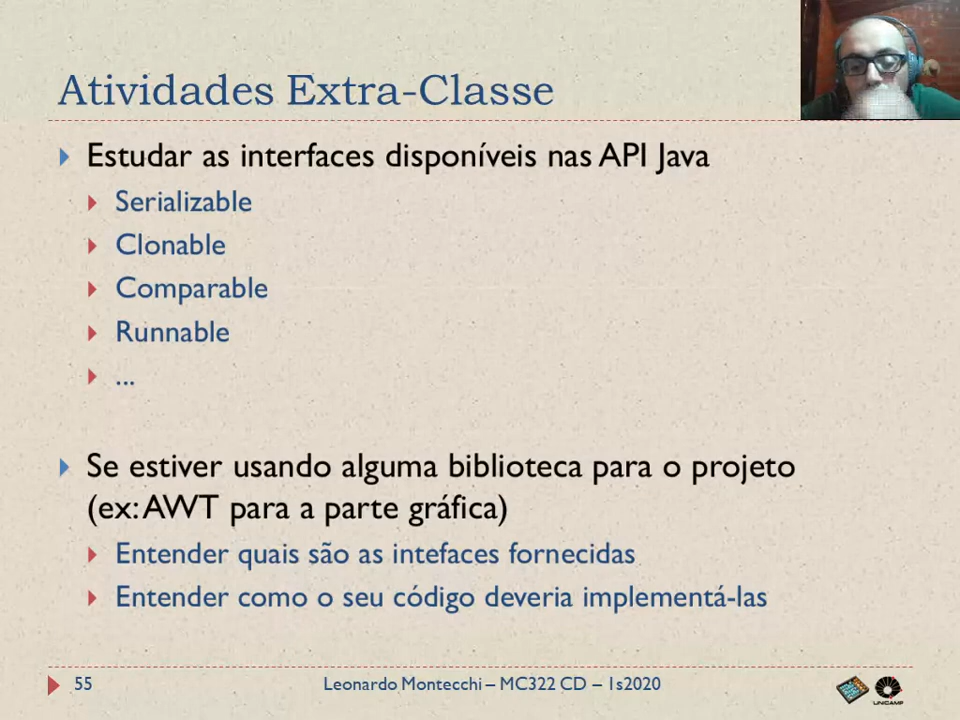 Atividades Extra-Classe
Estudar as interfaces disponíveis nas API Java
Serializable
Clonable
Comparable
Runnable
...
Se estiver usando alguma biblioteca para o projeto
(ex: AWT para a parte gráfica)
Entender quais são as intefaces fornecidas
Entender como o seu código deveria implementá-las
55
Leonardo Montecchi – MC322 CD – 1s2020
UNICAMP